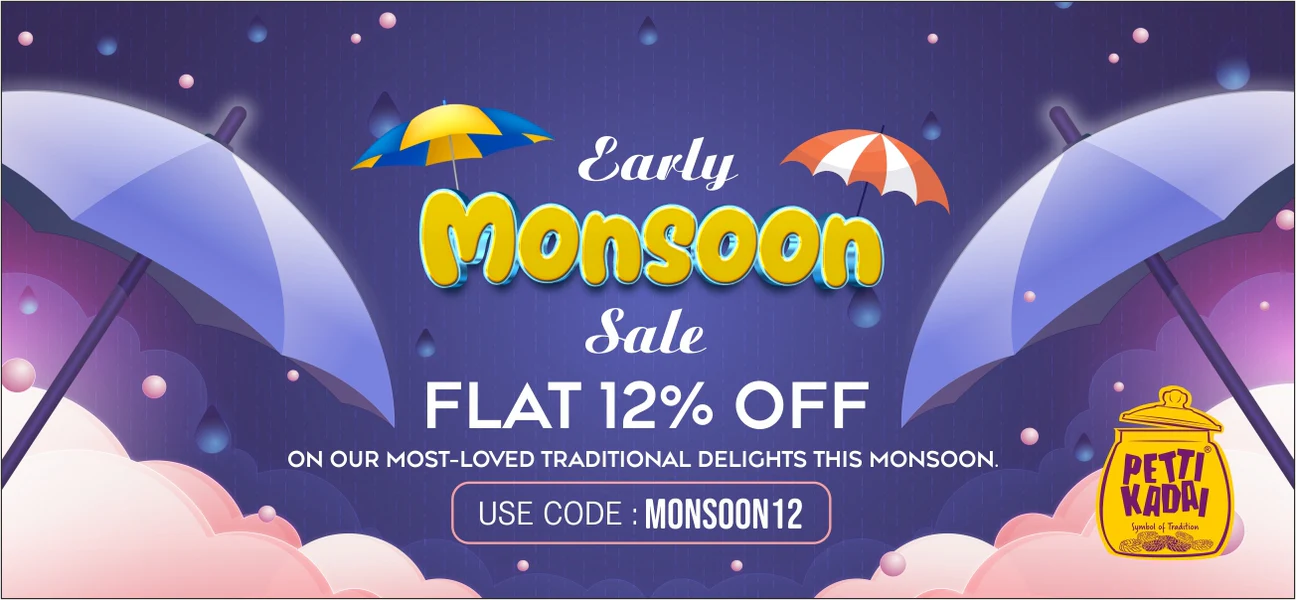 Early
Monsoon
Sale
FLAT 12% OFF
ON OUR MOST-LOVED TRADITIONAL DELIGHTS THIS MONSOON.
USE CODE : MONSOON12
PETTI
KADAI®
Symbol of Tradition